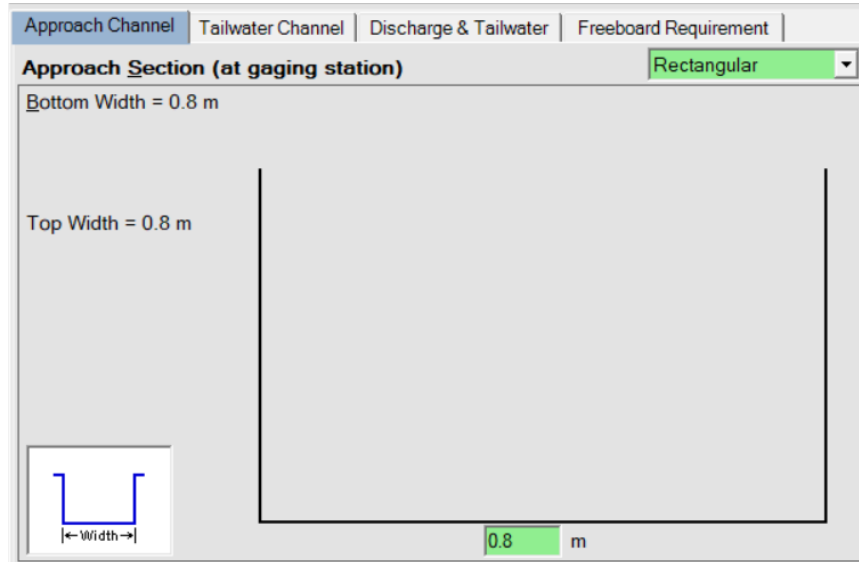 Approach Channel Tailwater Channel Discharge & Tailwater Freeboard Requirement
Approach Section (at gaging station) Rectangular
Bottom Width = 0.8 m
Top Width = 0.8 m
Width
0.8 m